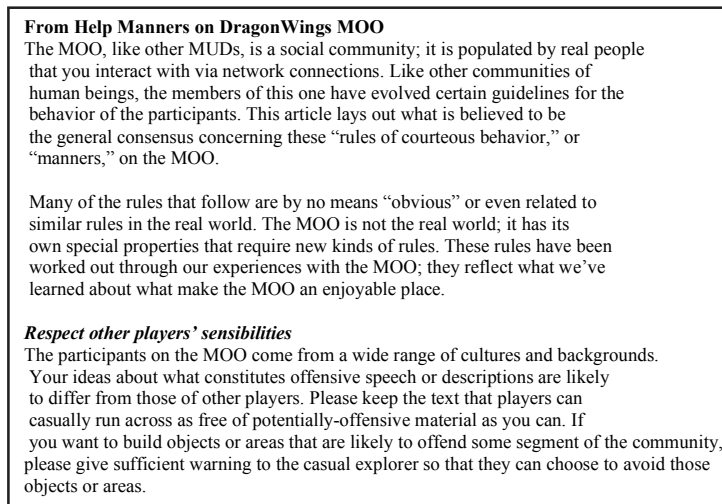 From Help Manners on DragonWings MOO
The MOO, like other MUDs, is a social community; it is populated by real people
that you interact with via network connections. Like other communities of
human beings, the members of this one have evolved certain guidelines for the
behavior of the participants. This article lays out what is believed to be
the general consensus concerning these “rules of courteous behavior,” or
“manners,” on the MOO.
Many of the rules that follow are by no means “obvious” or even related to
similar rules in the real world. The MOO is not the real world; it has its
own special properties that require new kinds of rules. These rules have been
worked out through our experiences with the MOO; they reflect what we’ve
learned about what make the MOO an enjoyable place.
Respect other players’ sensibilities
The participants on the MOO come from a wide range of cultures and backgrounds.
Your ideas about what constitutes offensive speech or descriptions are likely
to differ from those of other players. Please keep the text that players can
casually run across as free of potentially-offensive material as you can. If
you want to build objects or areas that are likely to offend some segment of the community,
please give sufficient warning to the casual explorer so that they can choose to avoid those
objects or areas.